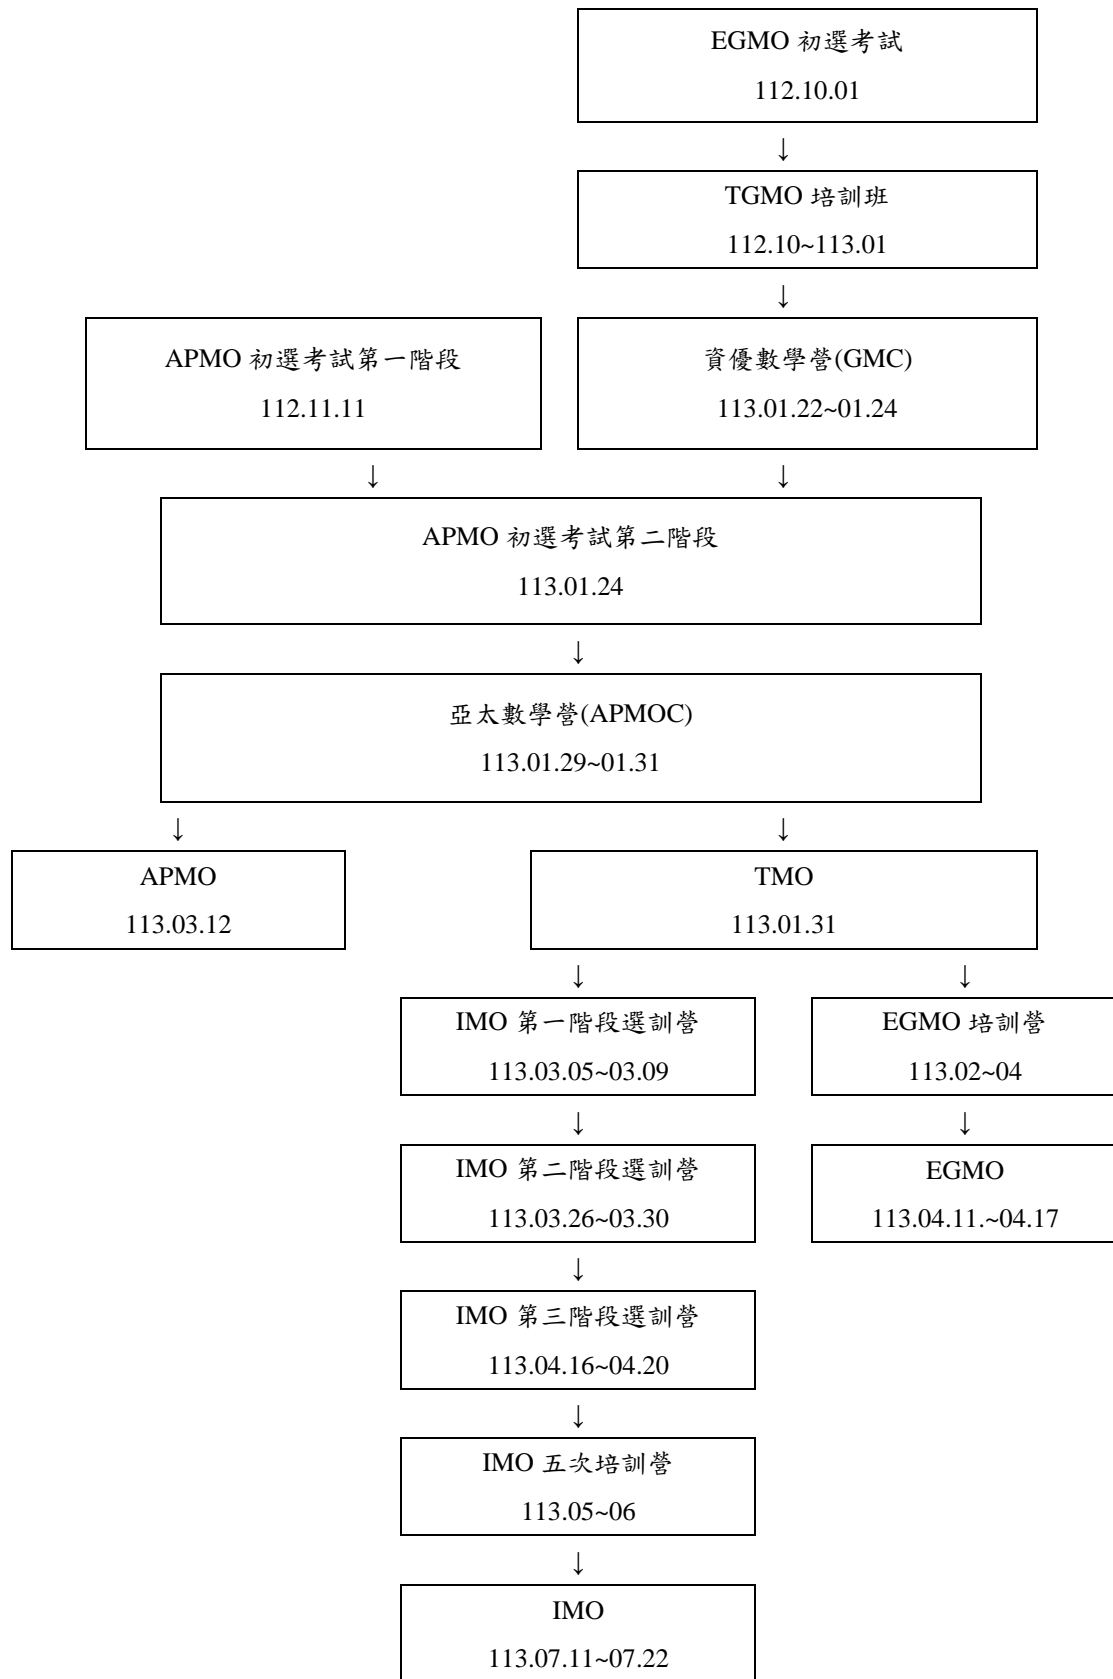 EGMO 初選考試
112.10.01
↓
TGMO 培訓班
112.10~113.01
↓
APMO 初選考試第一階段
112.11.11
資優數學營(GMC)
113.01.22~01.24
↓ ↓
APMO 初選考試第二階段
113.01.24
↓
亞太數學營(APMOC)
113.01.29~01.31
↓ ↓
APMO
113.03.12
TMO
113.01.31
↓ ↓
IMO 第一階段選訓營
113.03.05~03.09
EGMO 培訓營
113.02~04
↓ ↓
IMO 第二階段選訓營
113.03.26~03.30
EGMO
113.04.11.~04.17
↓
IMO 第三階段選訓營
113.04.16~04.20
↓
IMO 五次培訓營
113.05~06
↓
IMO
113.07.11~07.22